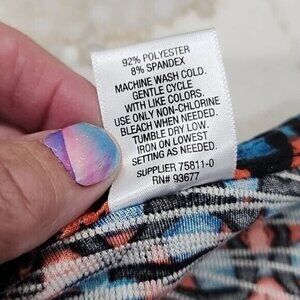 92% POLYESTER
8% SPANDEX
MACHINE WASH COLD.
GENTLE CYCLE
WITH LIKE COLORS.
USE ONLY NON-CHLORINE
BLEACH WHEN NEEDED.
TUMBLE DRY LOW.
IRON ON LOWEST
SETTING AS NEEDED.
SUPPLIER 75811-0
RN# 93677